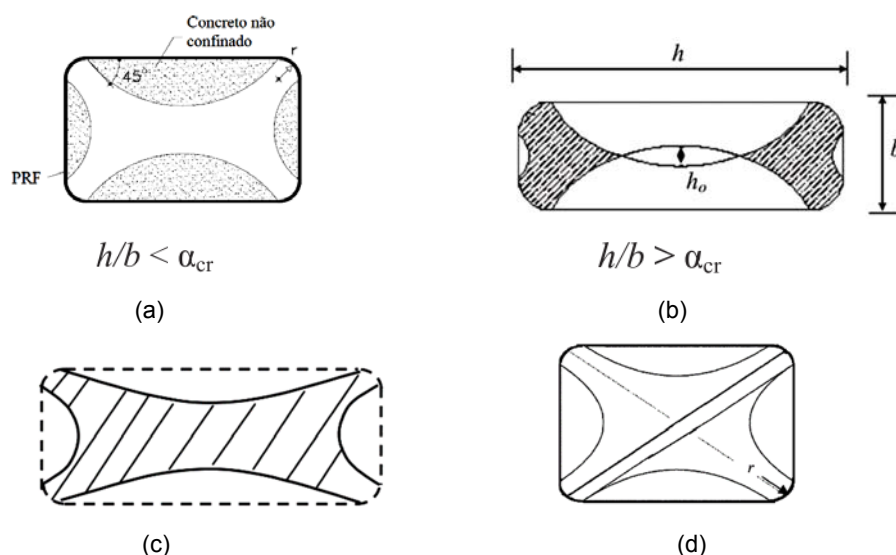 Concreto não
confinado
r
45°
PRF
h/b < αcr
(a)
h
b
ho
h/b > αcr
(b)
(c)
r
(d)